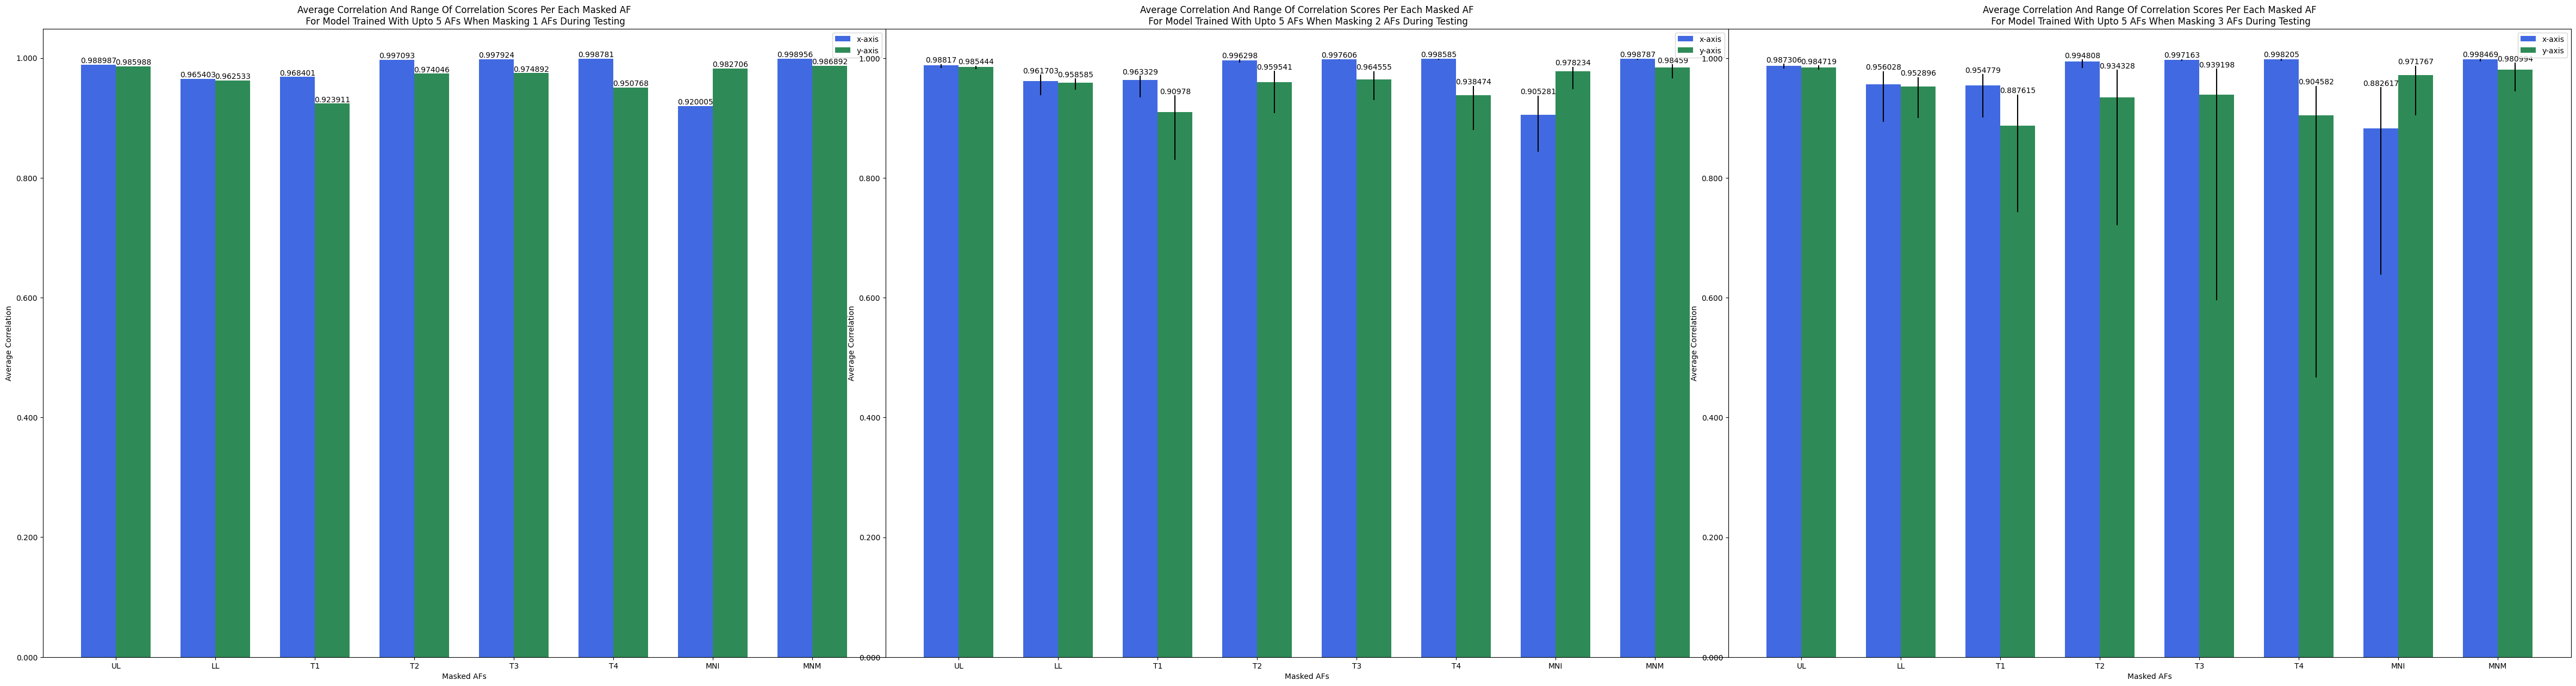 Average Correlation And Range Of Correlation Scores Per Each Masked AF
For Model Trained With Upto 5 AFs When Masking 1 AFs During Testing
x-axis
y-axis
1.000
0.800
0.600
0.400
0.200
0.000
Average Correlation
0.988987
0.985988
0.965403
0.962533
0.968401
0.923911
0.997093
0.974046
0.997924
0.974892
0.998781
0.950768
0.920005
0.982706
0.998956
0.986892
UL
LL
T1
T2
T3
T4
MNI
MNM
Masked AFs
Average Correlation And Range Of Correlation Scores Per Each Masked AF
For Model Trained With Upto 5 AFs When Masking 2 AFs During Testing
x-axis
y-axis
1.000
0.800
0.600
0.400
0.200
0.000
Average Correlation
0.98817
0.985444
0.961703
0.958585
0.963329
0.90978
0.996298
0.959541
0.997606
0.964555
0.998585
0.938474
0.905281
0.978234
0.998787
0.98459
UL
LL
T1
T2
T3
T4
MNI
MNM
Masked AFs
Average Correlation And Range Of Correlation Scores Per Each Masked AF
For Model Trained With Upto 5 AFs When Masking 3 AFs During Testing
x-axis
y-axis
1.000
0.800
0.600
0.400
0.200
0.000
Average Correlation
0.987306
0.984719
0.956028
0.952896
0.954779
0.887615
0.994808
0.934328
0.997163
0.939198
0.998205
0.904582
0.882617
0.971767
0.998469
0.980994
UL
LL
T1
T2
T3
T4
MNI
MNM
Masked AFs